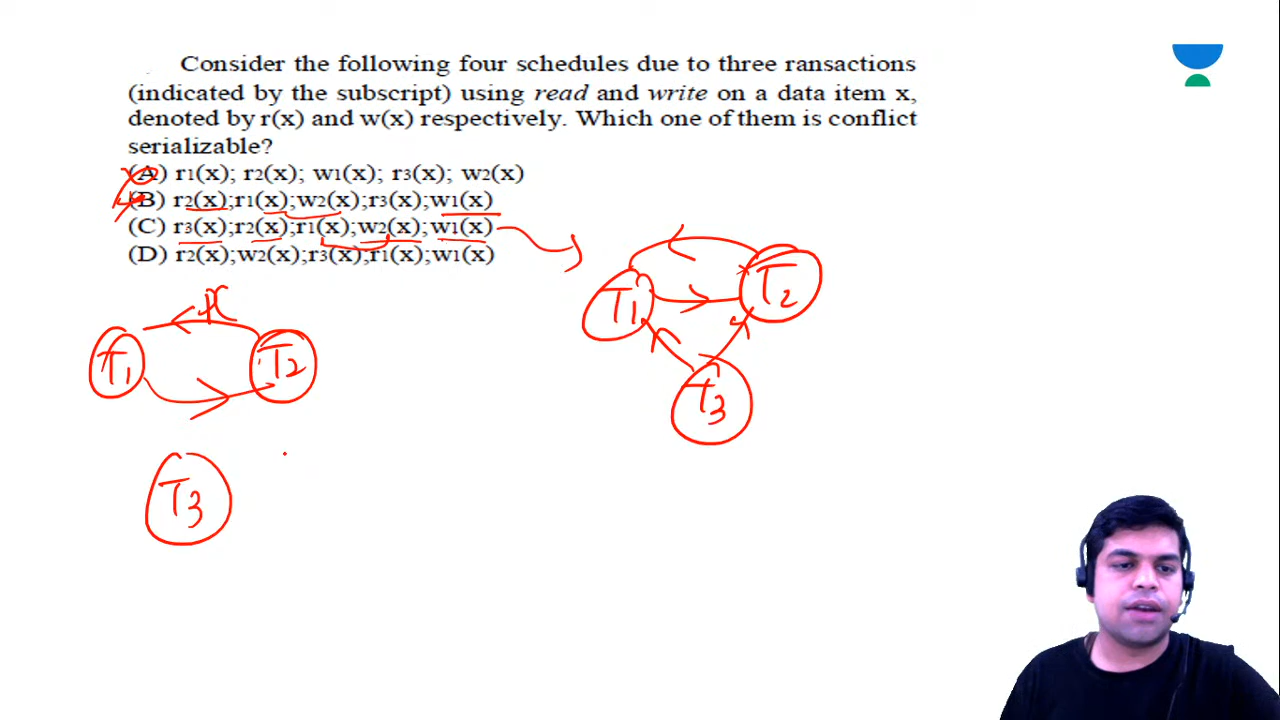 Consider the following four schedules due to three ransactions
(indicated by the subscript) using read and write on a data item x,
denoted by r(x) and w(x) respectively. Which one of them is conflict
serializable?
(A) r1(x); r2(x); w1(x); r3(x); w2(x)
(B) r2(x);r1(x);w2(x);r3(x);w1(x)
(C) r3(x);r2(x);r1(x);w2(x);w1(x)
(D) r2(x);w2(x);r3(x);r1(x);w1(x)
T1 T2
x
T1 T2
T3
T3